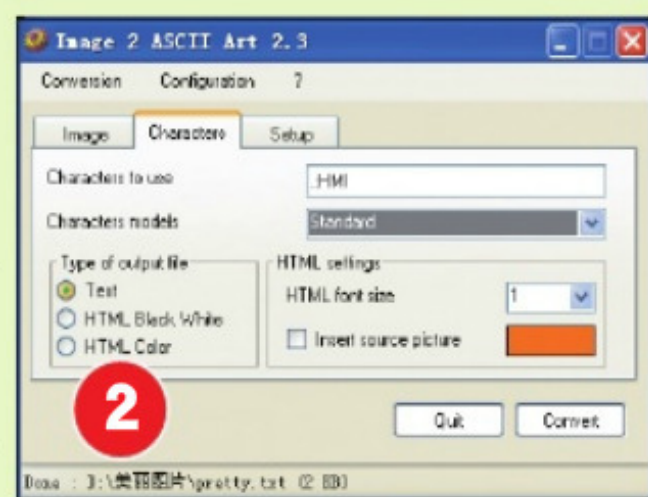 Image 2 ASCII Art 2.3
Conversion Configuration ?
Image Characters Setup
Characters to use .:HMI
Characters models Standard
Type of output file HTML settings
Text HTML font size 1
HTML Black White
HTML Color Insert source picture
2
Quit Convert
Done : D:\美丽图片\pretty.txt (2 KB)